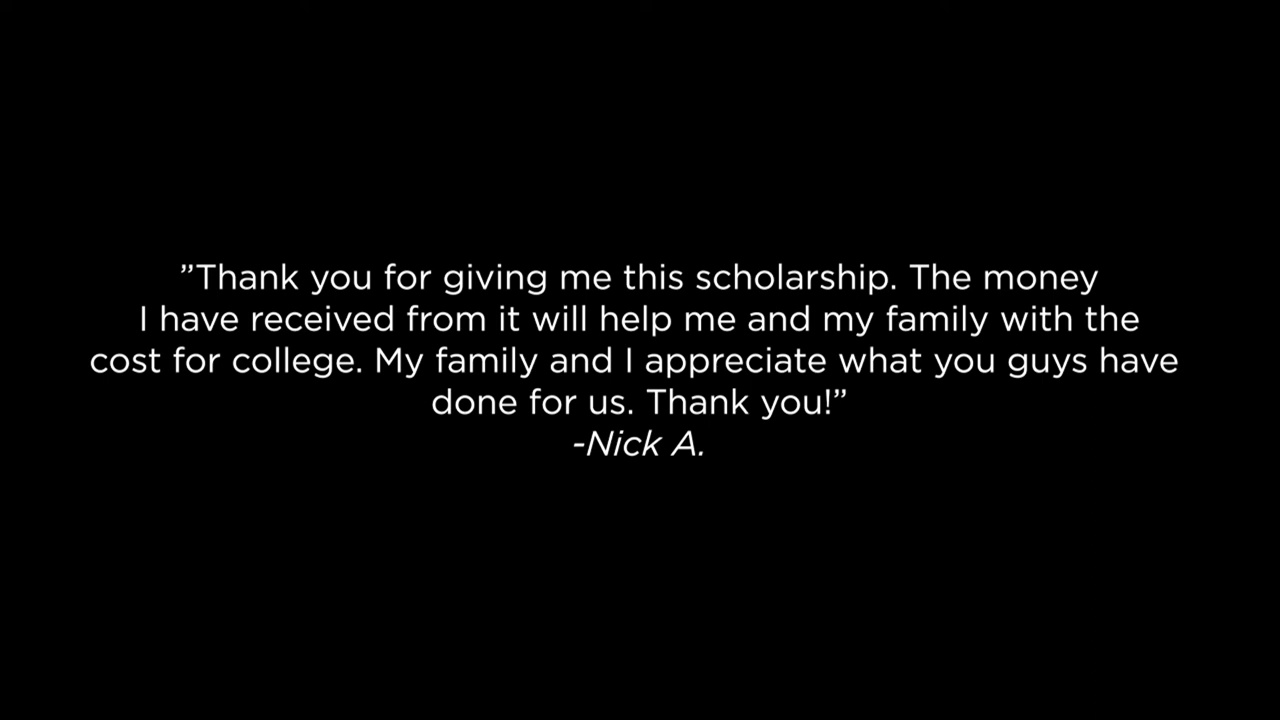 ”Thank you for giving me this scholarship. The money
I have received from it will help me and my family with the
cost for college. My family and I appreciate what you guys have
done for us. Thank you!”
-Nick A.